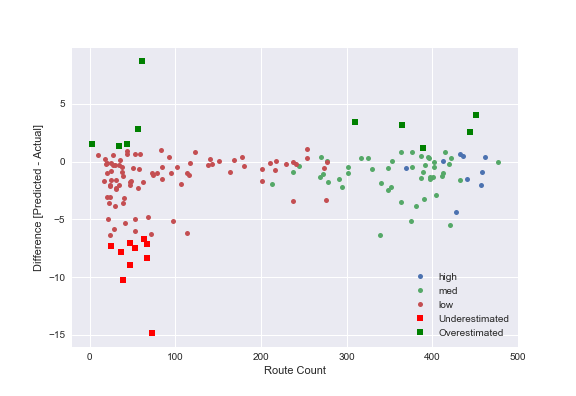 5
0
−5
−10
−15
Difference [Predicted - Actual]
high
med
low
Underestimated
Overestimated
0 100 200 300 400 500
Route Count